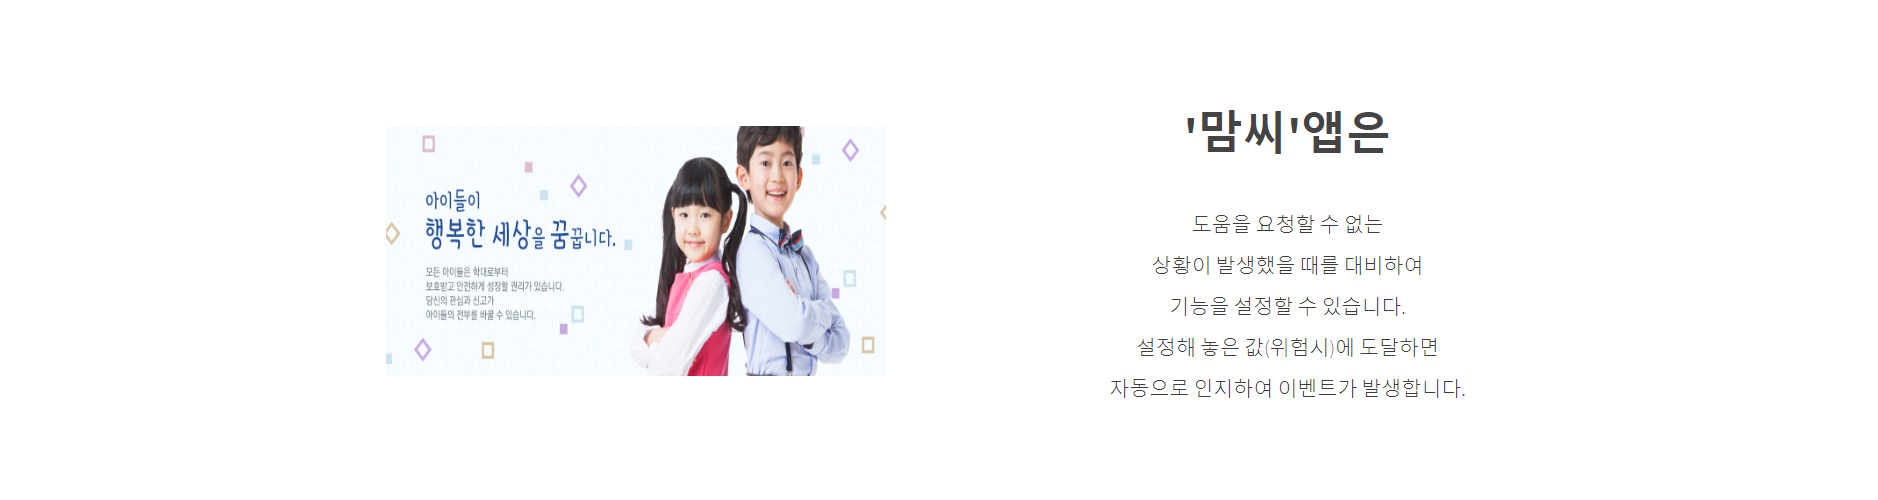 아이들이
행복한 세상을 꿈꿉니다.
모든 아이들은 학대로부터
보호받고 안전하게 성장할 권리가 있습니다.
당신의 관심과 신고가
아이들의 전부를 바꿀 수 있습니다.
'맘씨'앱은
도움을 요청할 수 없는
상황이 발생했을 때를 대비하여
기능을 설정할 수 있습니다.
설정해 놓은 값(위험시)에 도달하면
자동으로 인지하여 이벤트가 발생합니다.